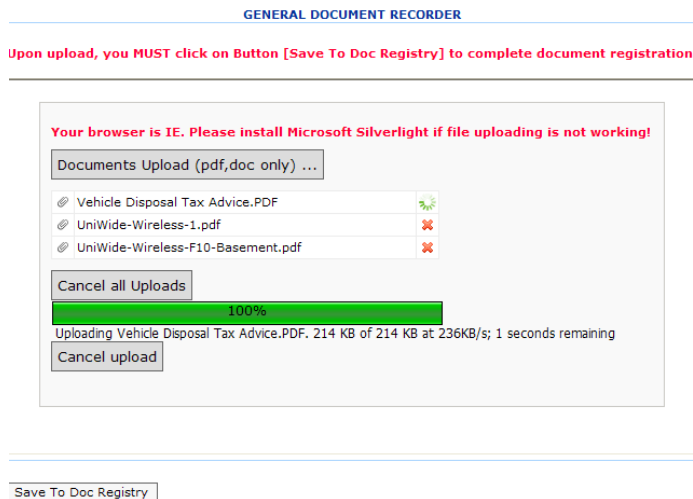 GENERAL DOCUMENT RECORDER
Upon upload, you MUST click on Button [Save To Doc Registry] to complete document registration
Your browser is IE. Please install Microsoft Silverlight if file uploading is not working!
Documents Upload (pdf,doc only) ...
Vehicle Disposal Tax Advice.PDF
UniWide-Wireless-1.pdf
UniWide-Wireless-F10-Basement.pdf
Cancel all Uploads
100%
Uploading Vehicle Disposal Tax Advice.PDF. 214 KB of 214 KB at 236KB/s; 1 seconds remaining
Cancel upload
Save To Doc Registry